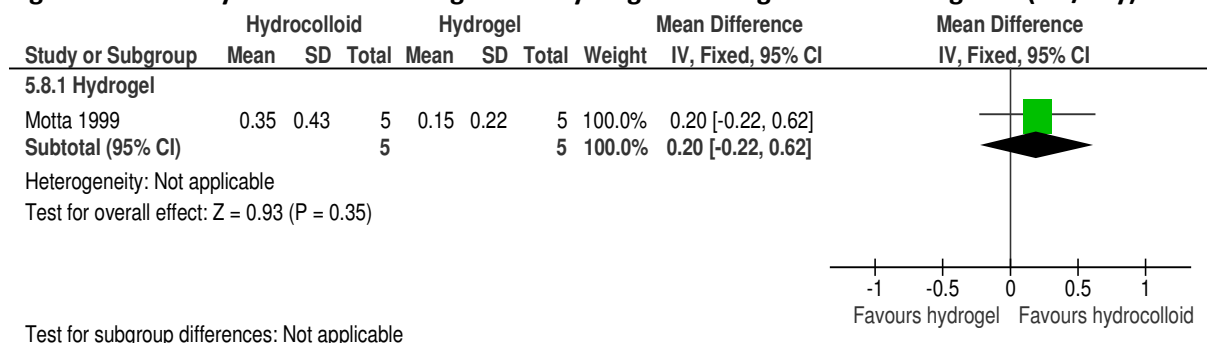 Hydrocolloid Hydrogel Mean Difference Mean Difference
Study or Subgroup Mean SD Total Mean SD Total Weight IV, Fixed, 95% CI IV, Fixed, 95% CI
5.8.1 Hydrogel
Motta 1999 0.35 0.43 5 0.15 0.22 5 100.0% 0.20 [-0.22, 0.62]
Subtotal (95% CI) 5 5 100.0% 0.20 [-0.22, 0.62]
Heterogeneity: Not applicable
Test for overall effect: Z = 0.93 (P = 0.35)
-1 -0.5 0 0.5 1
Favours hydrogel Favours hydrocolloid
Test for subgroup differences: Not applicable